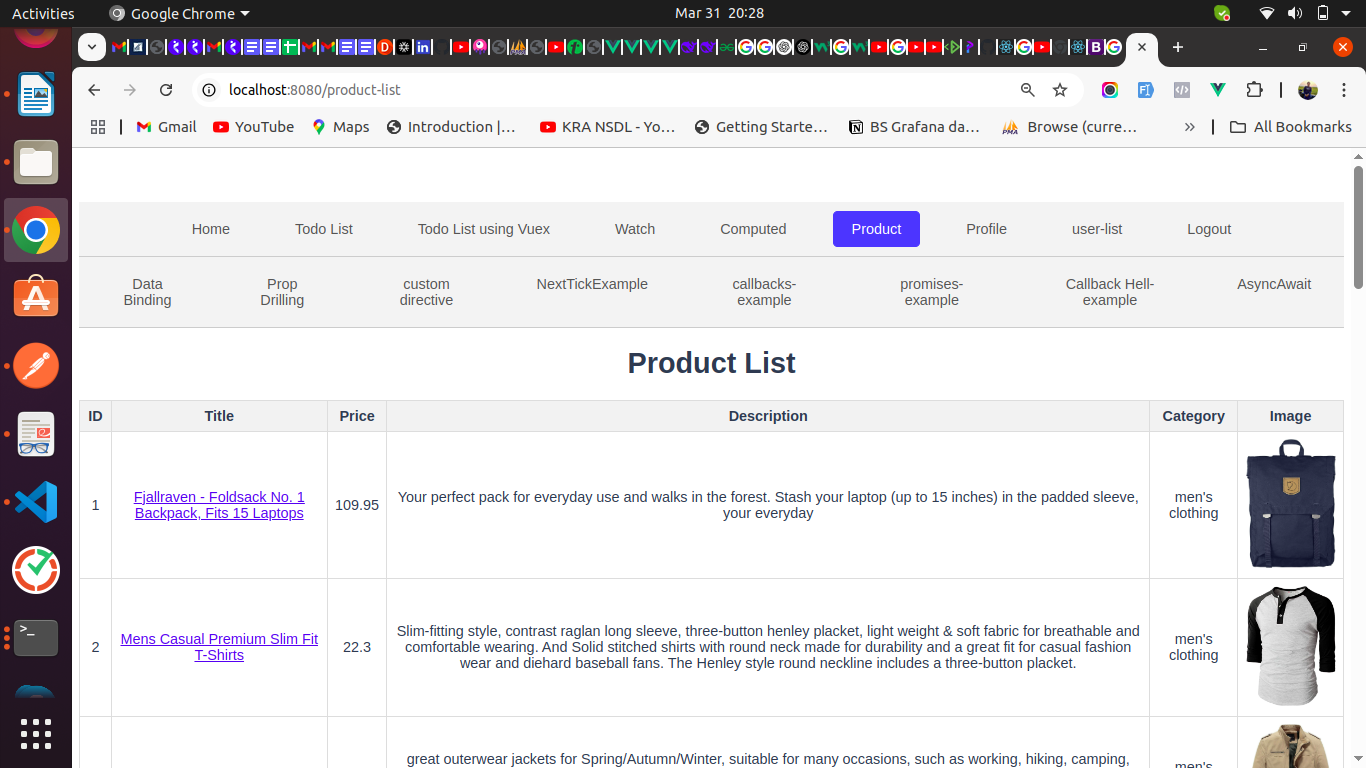 Activities
Google Chrome
Mar 31 20:28
localhost:8080/product-list
Gmail
YouTube
Maps
Introduction |...
KRA NSDL - Yo...
Getting Starte...
BS Grafana da...
Browse (curre...
All Bookmarks
Home
Todo List
Todo List using Vuex
Watch
Computed
Product
Profile
user-list
Logout
Data
Binding
Prop
Drilling
custom
directive
NextTickExample
callbacks-
example
promises-
example
Callback Hell-
example
AsyncAwait
Product List
ID
Title
Price
Description
Category
Image
1
Fjallraven - Foldsack No. 1
Backpack, Fits 15 Laptops
109.95
Your perfect pack for everyday use and walks in the forest. Stash your laptop (up to 15 inches) in the padded sleeve,
your everyday
men's
clothing
2
Mens Casual Premium Slim Fit
T-Shirts
22.3
Slim-fitting style, contrast raglan long sleeve, three-button henley placket, light weight & soft fabric for breathable and
comfortable wearing. And Solid stitched shirts with round neck made for durability and a great fit for casual fashion
wear and diehard baseball fans. The Henley style round neckline includes a three-button placket.
men's
clothing
great outerwear jackets for Spring/Autumn/Winter, suitable for many occasions, such as working, hiking, camping,
men's